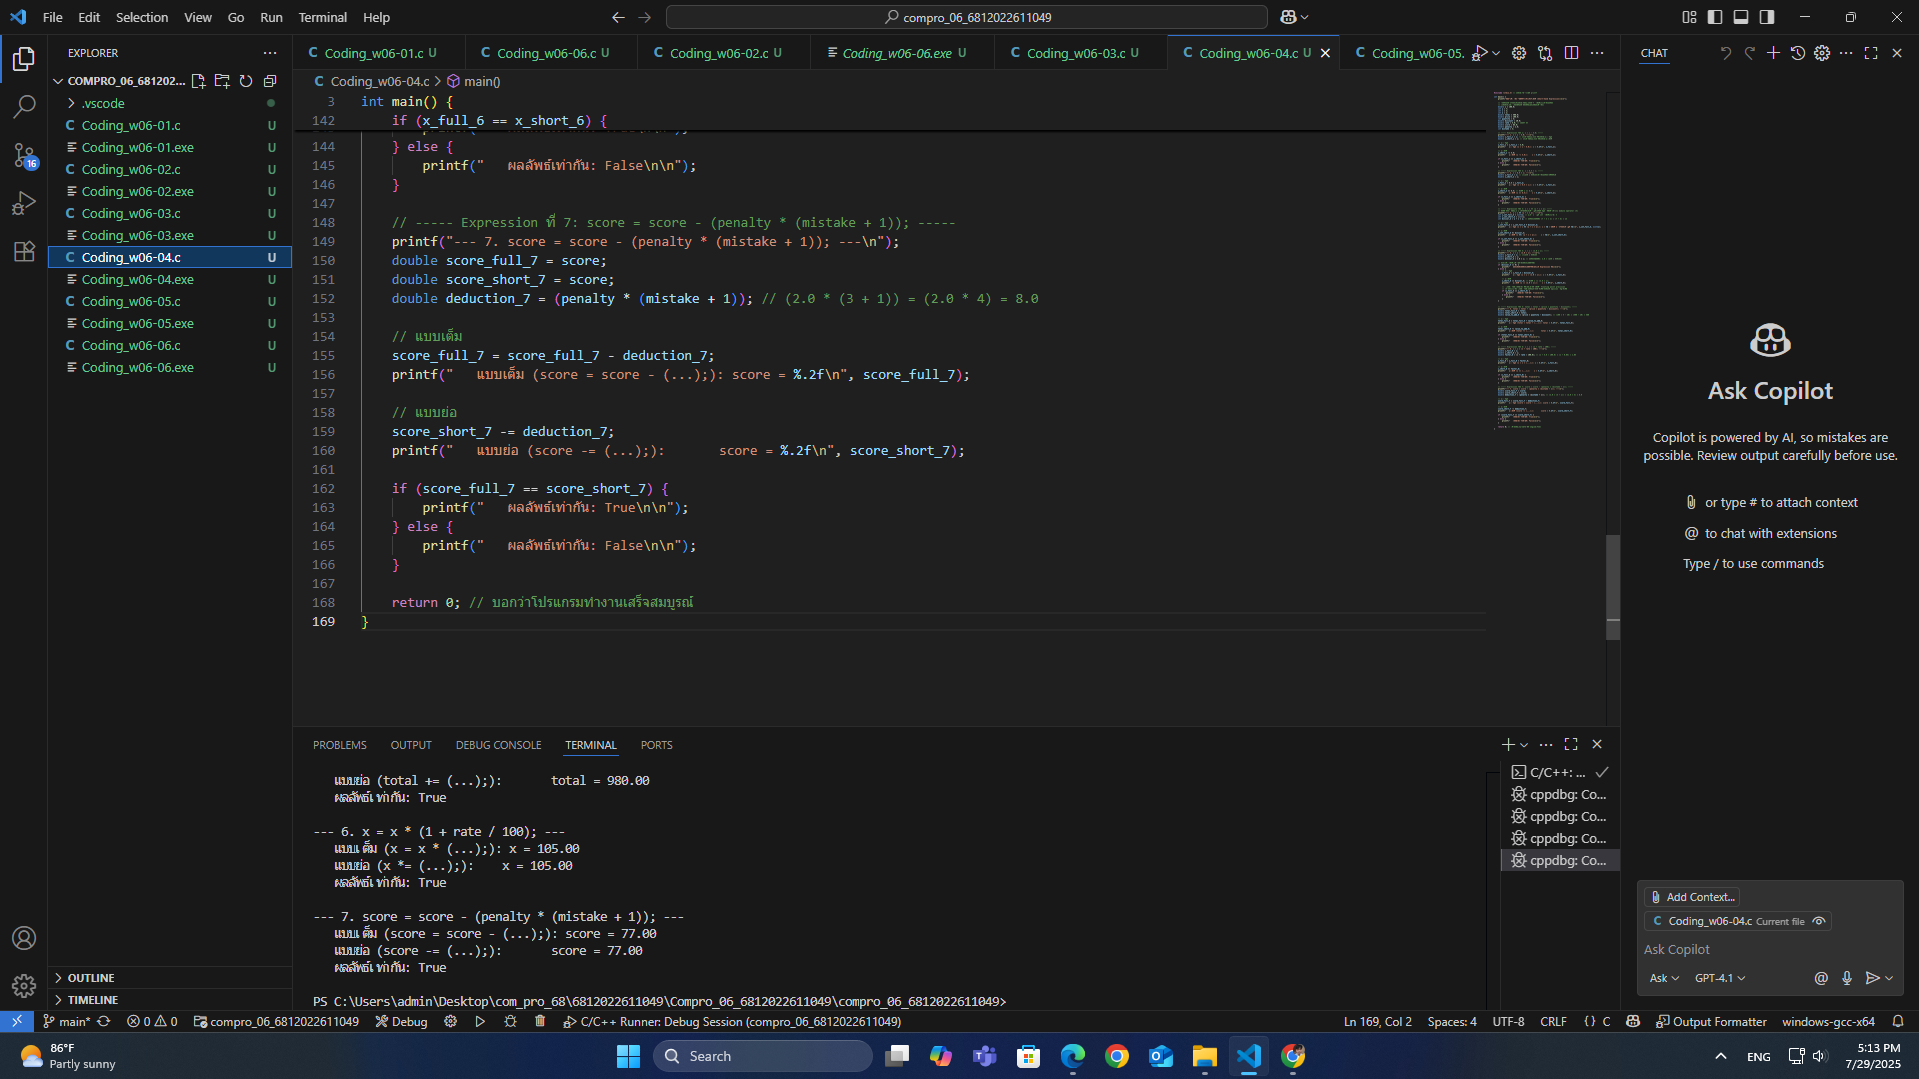 File Edit Selection View Go Run Terminal Help
compro_06_6812022611049
EXPLORER
COMPRO_06_681202...
.vscode
Coding_w06-01.c U
Coding_w06-01.exe U
Coding_w06-02.c U
Coding_w06-02.exe U
Coding_w06-03.c U
Coding_w06-03.exe U
Coding_w06-04.c U
Coding_w06-04.exe U
Coding_w06-05.c U
Coding_w06-05.exe U
Coding_w06-06.c U
Coding_w06-06.exe U
OUTLINE
TIMELINE
16
C Coding_w06-01.c U C Coding_w06-06.c U C Coding_w06-02.c U Coding_w06-06.exe U C Coding_w06-03.c U C Coding_w06-04.c U C Coding_w06-05.
C Coding_w06-04.c > main()
3 int main() {
142 if (x_full_6 == x_short_6) {
144 } else {
145 printf("   ผลลัพธ์เท่ากัน: False\n\n");
146 }
147
148 // ----- Expression ที่ 7: score = score - (penalty * (mistake + 1)); -----
149 printf("--- 7. score = score - (penalty * (mistake + 1)); ---\n");
150 double score_full_7 = score;
151 double score_short_7 = score;
152 double deduction_7 = (penalty * (mistake + 1)); // (2.0 * (3 + 1)) = (2.0 * 4) = 8.0
153
154 // แบบเต็ม
155 score_full_7 = score_full_7 - deduction_7;
156 printf("   แบบเต็ม (score = score - (...);): score = %.2f\n", score_full_7);
157
158 // แบบย่อ
159 score_short_7 -= deduction_7;
160 printf("   แบบย่อ (score -= (...);):       score = %.2f\n", score_short_7);
161
162 if (score_full_7 == score_short_7) {
163 printf("   ผลลัพธ์เท่ากัน: True\n\n");
164 } else {
165 printf("   ผลลัพธ์เท่ากัน: False\n\n");
166 }
167
168 return 0; // บอกว่าโปรแกรมทำงานเสร็จสมบูรณ์
169 }
PROBLEMS OUTPUT DEBUG CONSOLE TERMINAL PORTS
แบบย่อ (total += (...);):       total = 980.00
ผลลัพธ์เท่ากัน: True
--- 6. x = x * (1 + rate / 100); ---
แบบเต็ม (x = x * (...);): x = 105.00
แบบย่อ (x *= (...);):    x = 105.00
ผลลัพธ์เท่ากัน: True
--- 7. score = score - (penalty * (mistake + 1)); ---
แบบเต็ม (score = score - (...);): score = 77.00
แบบย่อ (score -= (...);):       score = 77.00
ผลลัพธ์เท่ากัน: True
PS C:\Users\admin\Desktop\com_pro_68\6812022611049\Compro_06_6812022611049\compro_06_6812022611049>
C/C++: ...
cppdbg: Co...
cppdbg: Co...
cppdbg: Co...
cppdbg: Co...
CHAT
Ask Copilot
Copilot is powered by AI, so mistakes are
possible. Review output carefully before use.
or type # to attach context
@ to chat with extensions
Type / to use commands
Add Context...
C Coding_w06-04.c Current file
Ask Copilot
Ask GPT-4.1
main* 0 0 compro_06_6812022611049 Debug C/C++ Runner: Debug Session (compro_06_6812022611049) Ln 169, Col 2 Spaces: 4 UTF-8 CRLF { } C Output Formatter windows-gcc-x64
86°F
Partly sunny
Search
ENG
5:13 PM
7/29/2025